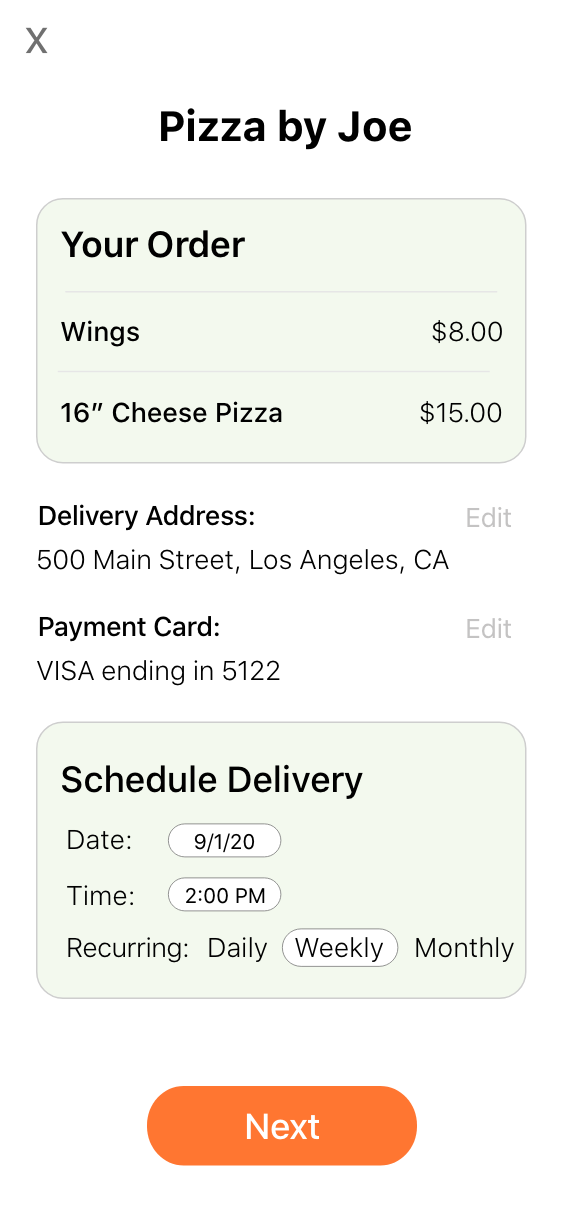 X
Pizza by Joe
Your Order
Wings $8.00
16” Cheese Pizza $15.00
Delivery Address: Edit
500 Main Street, Los Angeles, CA
Payment Card: Edit
VISA ending in 5122
Schedule Delivery
Date: 9/1/20
Time: 2:00 PM
Recurring: Daily Weekly Monthly
Next